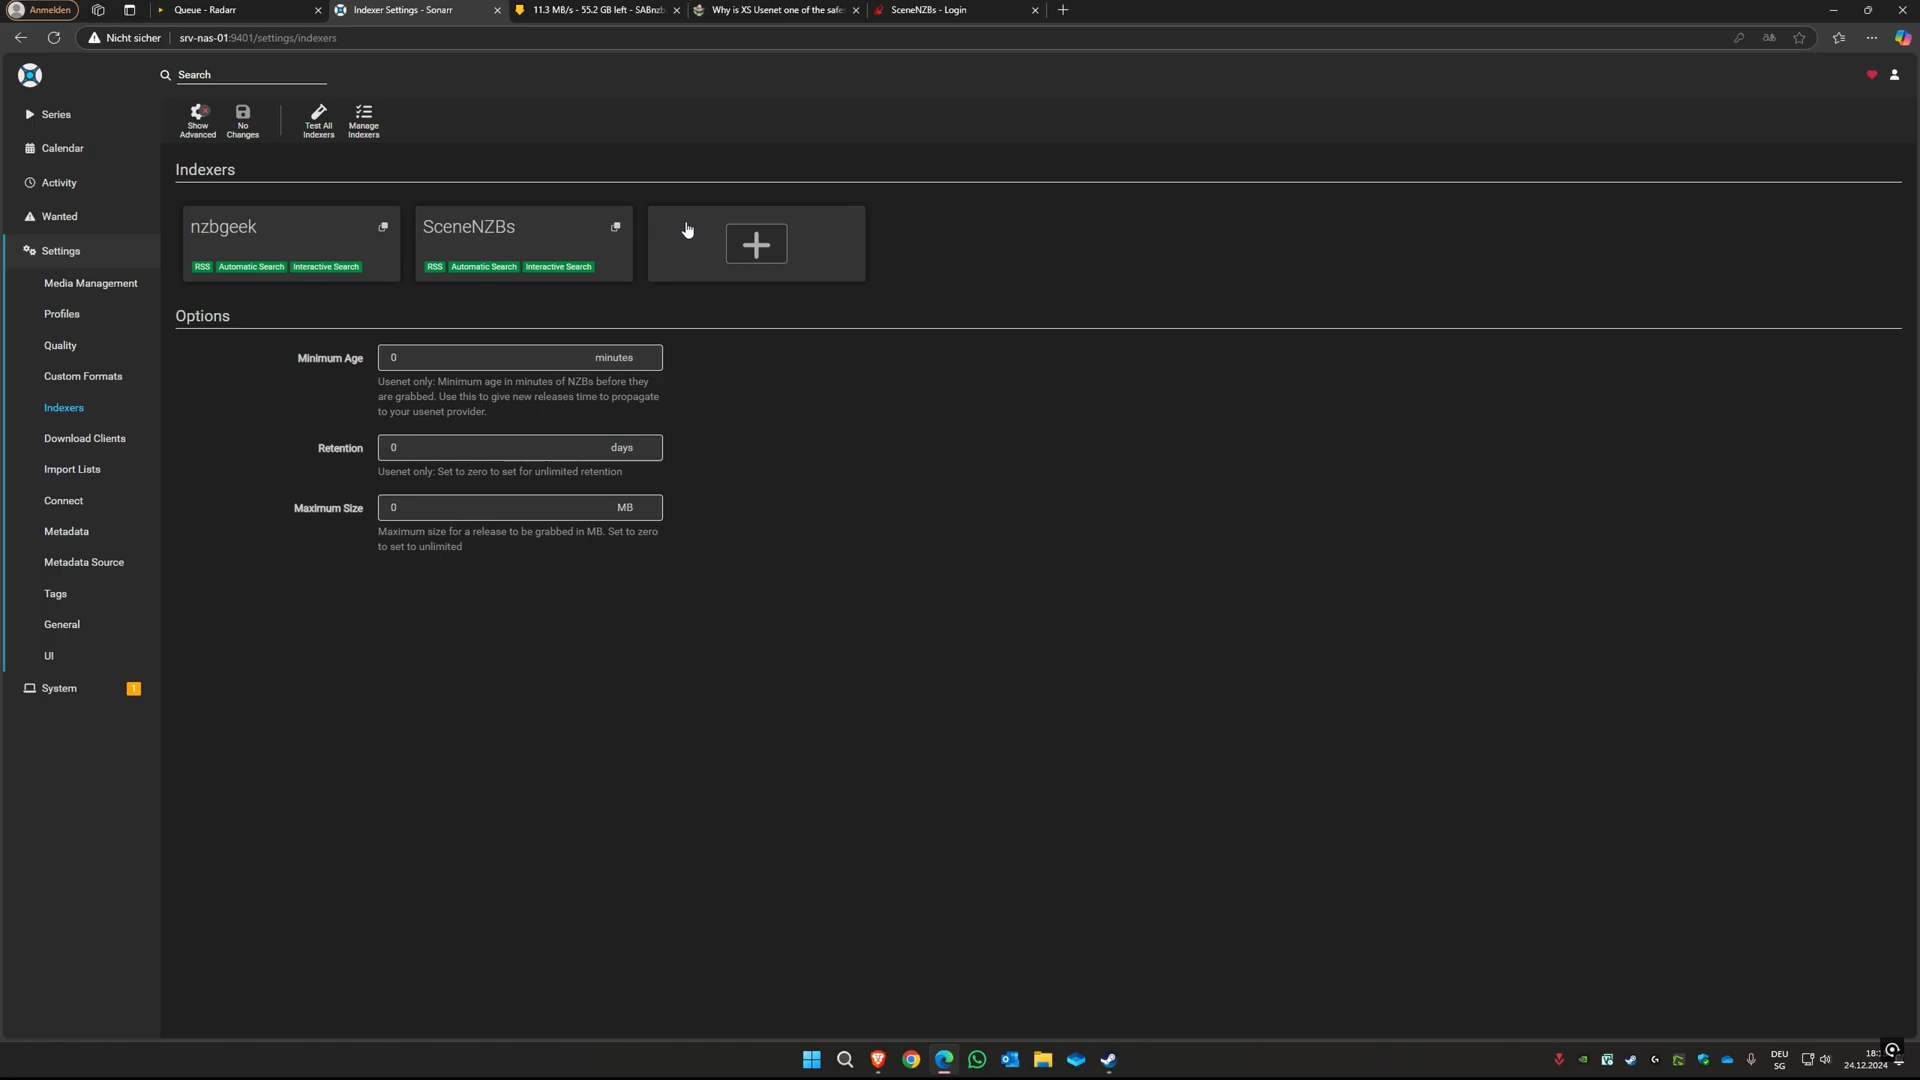 Anmelden
Queue - Radarr
Indexer Settings - Sonarr
11.3 MB/s - 55.2 GB left - SABnzb
Why is XS Usenet one of the safe
SceneNZBs - Login
Nicht sicher
srv-nas-01:9401/settings/indexers
Search
Series
Calendar
Activity
Wanted
Settings
Media Management
Profiles
Quality
Custom Formats
Indexers
Download Clients
Import Lists
Connect
Metadata
Metadata Source
Tags
General
UI
System
1
Show Advanced
No Changes
Test All Indexers
Manage Indexers
Indexers
nzbgeek
RSS
Automatic Search
Interactive Search
SceneNZBs
RSS
Automatic Search
Interactive Search
Options
Minimum Age
0
minutes
Usenet only: Minimum age in minutes of NZBs before they
are grabbed. Use this to give new releases time to propagate
to your usenet provider.
Retention
0
days
Usenet only: Set to zero to set for unlimited retention
Maximum Size
0
MB
Maximum size for a release to be grabbed in MB. Set to zero
to set to unlimited
DEU
SG
18:
24.12.2024